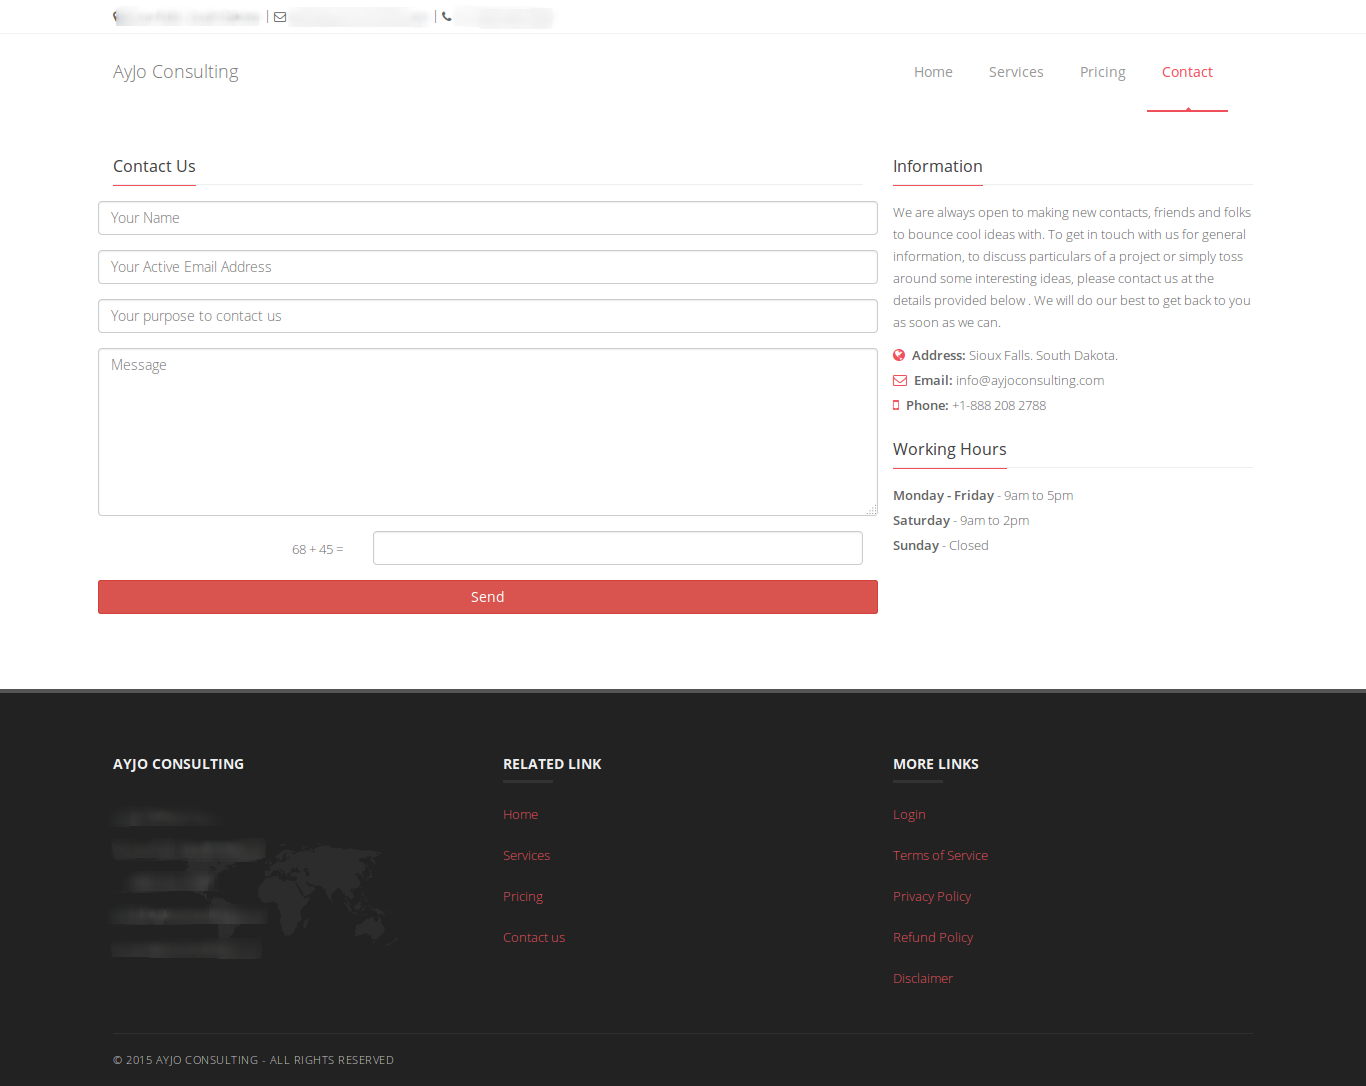 AyJo Consulting
Home Services Pricing Contact
Contact Us
Your Name
Your Active Email Address
Your purpose to contact us
Message
68 + 45 =
Send
Information
We are always open to making new contacts, friends and folks
to bounce cool ideas with. To get in touch with us for general
information, to discuss particulars of a project or simply toss
around some interesting ideas, please contact us at the
details provided below . We will do our best to get back to you
as soon as we can.
Address: Sioux Falls. South Dakota.
Email: info@ayjoconsulting.com
Phone: +1-888 208 2788
Working Hours
Monday - Friday - 9am to 5pm
Saturday - 9am to 2pm
Sunday - Closed
AYJO CONSULTING
RELATED LINK
Home
Services
Pricing
Contact us
MORE LINKS
Login
Terms of Service
Privacy Policy
Refund Policy
Disclaimer
© 2015 AYJO CONSULTING - ALL RIGHTS RESERVED